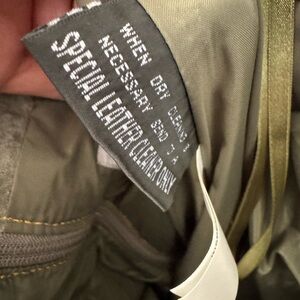 WHEN DRY CLEANING
NECESSARY SEND TO A
SPECIAL LEATHER CLEANER ONLY